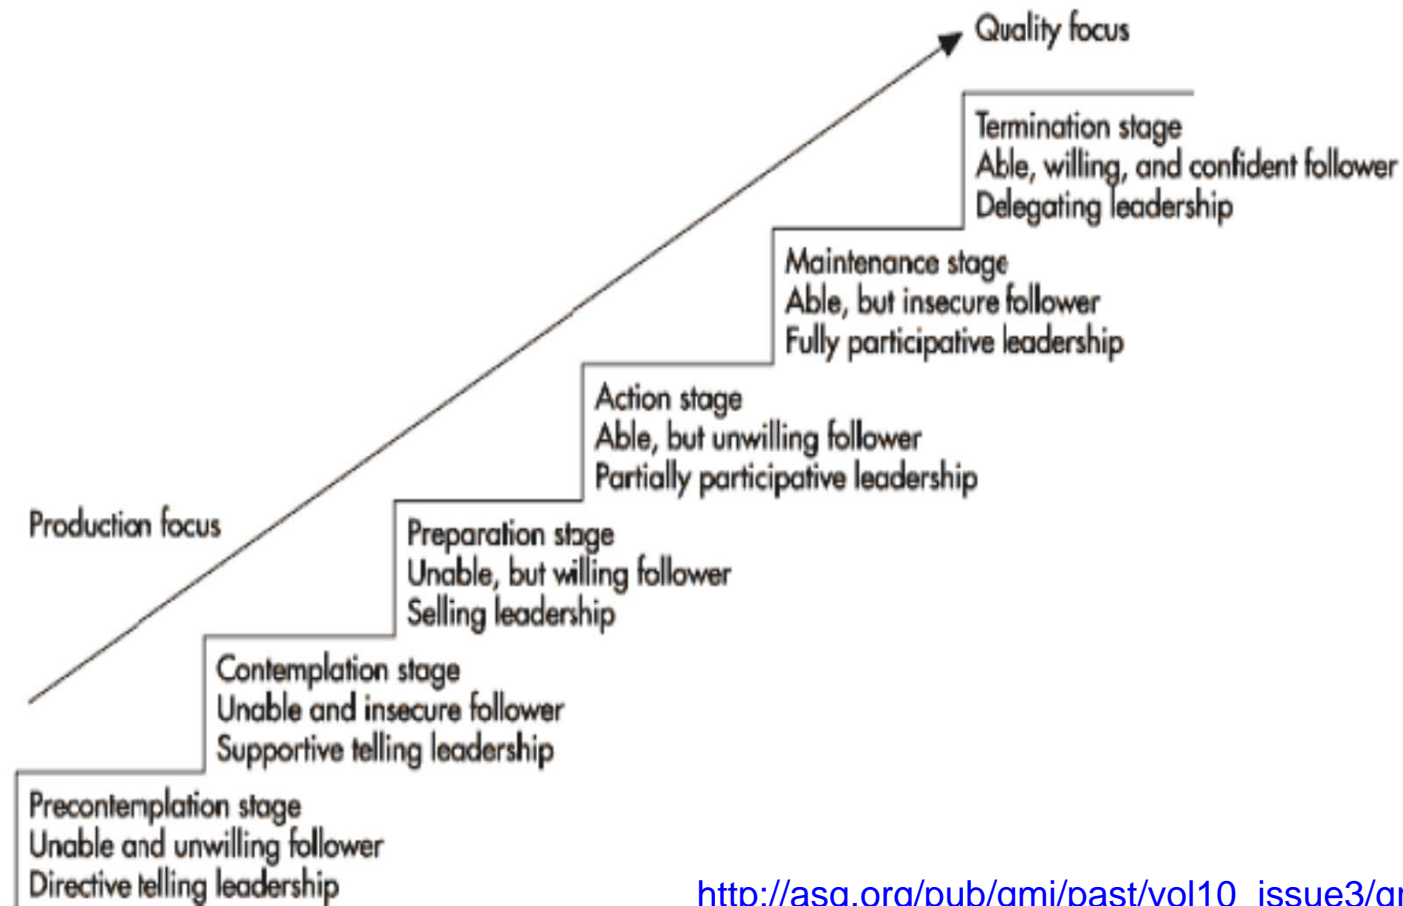 Quality focus
Termination stage
Able, willing, and confident follower
Delegating leadership
Maintenance stage
Able, but insecure follower
Fully participative leadership
Action stage
Able, but unwilling follower
Partially participative leadership
Production focus
Preparation stage
Unable, but willing follower
Selling leadership
Contemplation stage
Unable and insecure follower
Supportive telling leadership
Precontemplation stage
Unable and unwilling follower
Directive telling leadership
http://asq.org/pub/qmj/past/vol10_issue3/q